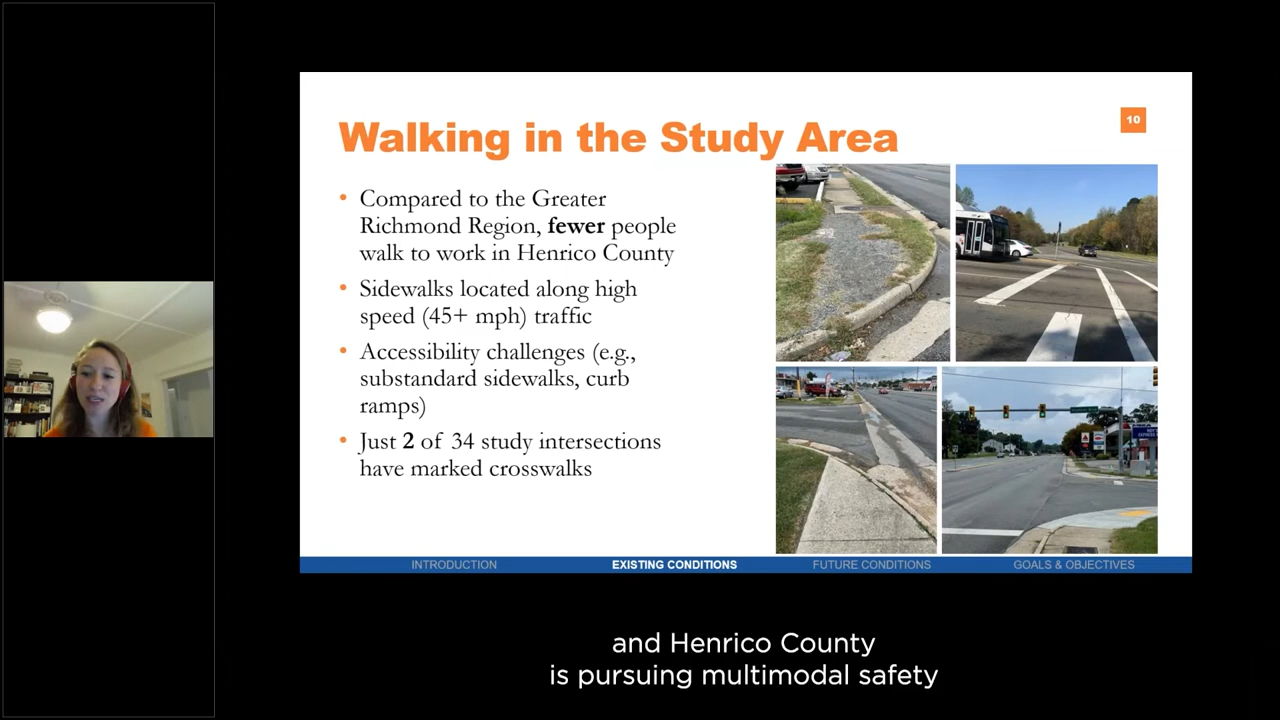 Walking in the Study Area
10
• Compared to the Greater
Richmond Region, fewer people
walk to work in Henrico County
• Sidewalks located along high
speed (45+ mph) traffic
• Accessibility challenges (e.g.,
substandard sidewalks, curb
ramps)
• Just 2 of 34 study intersections
have marked crosswalks
INTRODUCTION
EXISTING CONDITIONS
FUTURE CONDITIONS
GOALS & OBJECTIVES
and Henrico County
is pursuing multimodal safety